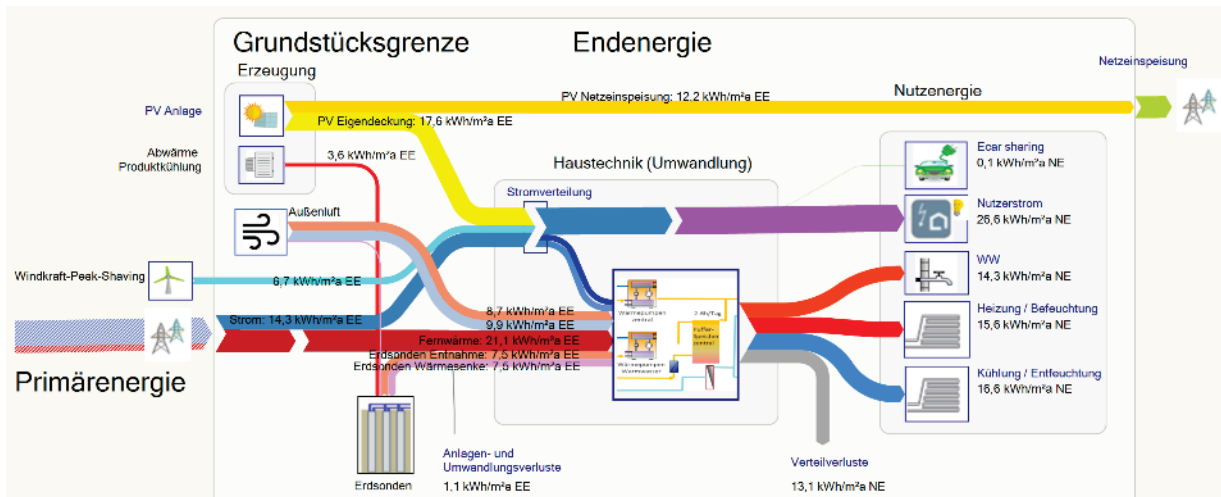 Grundstücksgrenze
Endenergie
Erzeugung
Netzeinspeisung
PV Anlage
PV Netzeinspeisung: 12,2 kWh/m²a EE
Nutzenergie
PV Eigendeckung: 17,6 kWh/m²a EE
Abwärme
Produktkühlung
3,6 kWh/m²a EE
Haustechnik (Umwandlung)
Ecar shering
0,1 kWh/m²a NE
Stromverteilung
Nutzerstrom
26,6 kWh/m²a NE
Außenluft
WW
14,3 kWh/m²a NE
Windkraft-Peak-Shaving
6,7 kWh/m²a EE
8,7 kWh/m²a EE
9,9 kWh/m²a EE
Strom: 14,3 kWh/m²a EE
Wärmepumpen
zentral
Heizung / Befeuchtung
15,6 kWh/m²a NE
Fernwärme: 21,1 kWh/m²a EE
Erdsonden Entnahme: 7,5 kWh/m²a EE
Erdsonden Wärmesenke: 7,5 kWh/m²a EE
Wärmepumpen
Warmwasser
Primärenergie
Kühlung / Entfeuchtung
16,6 kWh/m²a NE
Anlagen- und
Umwandlungsverluste
1,1 kWh/m²a EE
Verteilverluste
13,1 kWh/m²a NE
Erdsonden